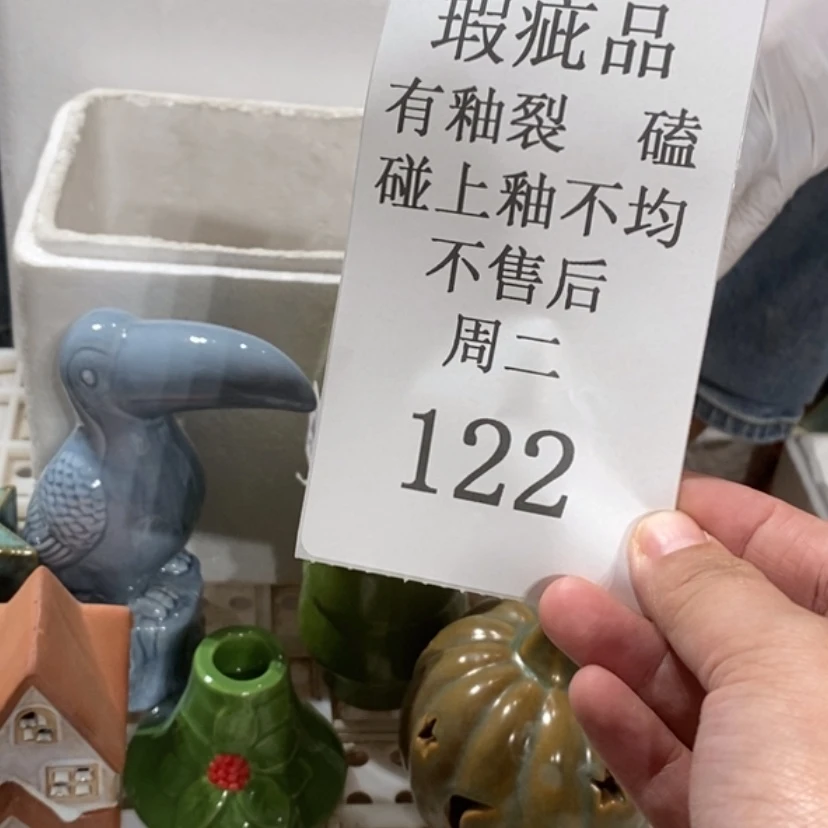 瑕疵品
有釉裂 磕
碰上釉不均
不售后
周二
122